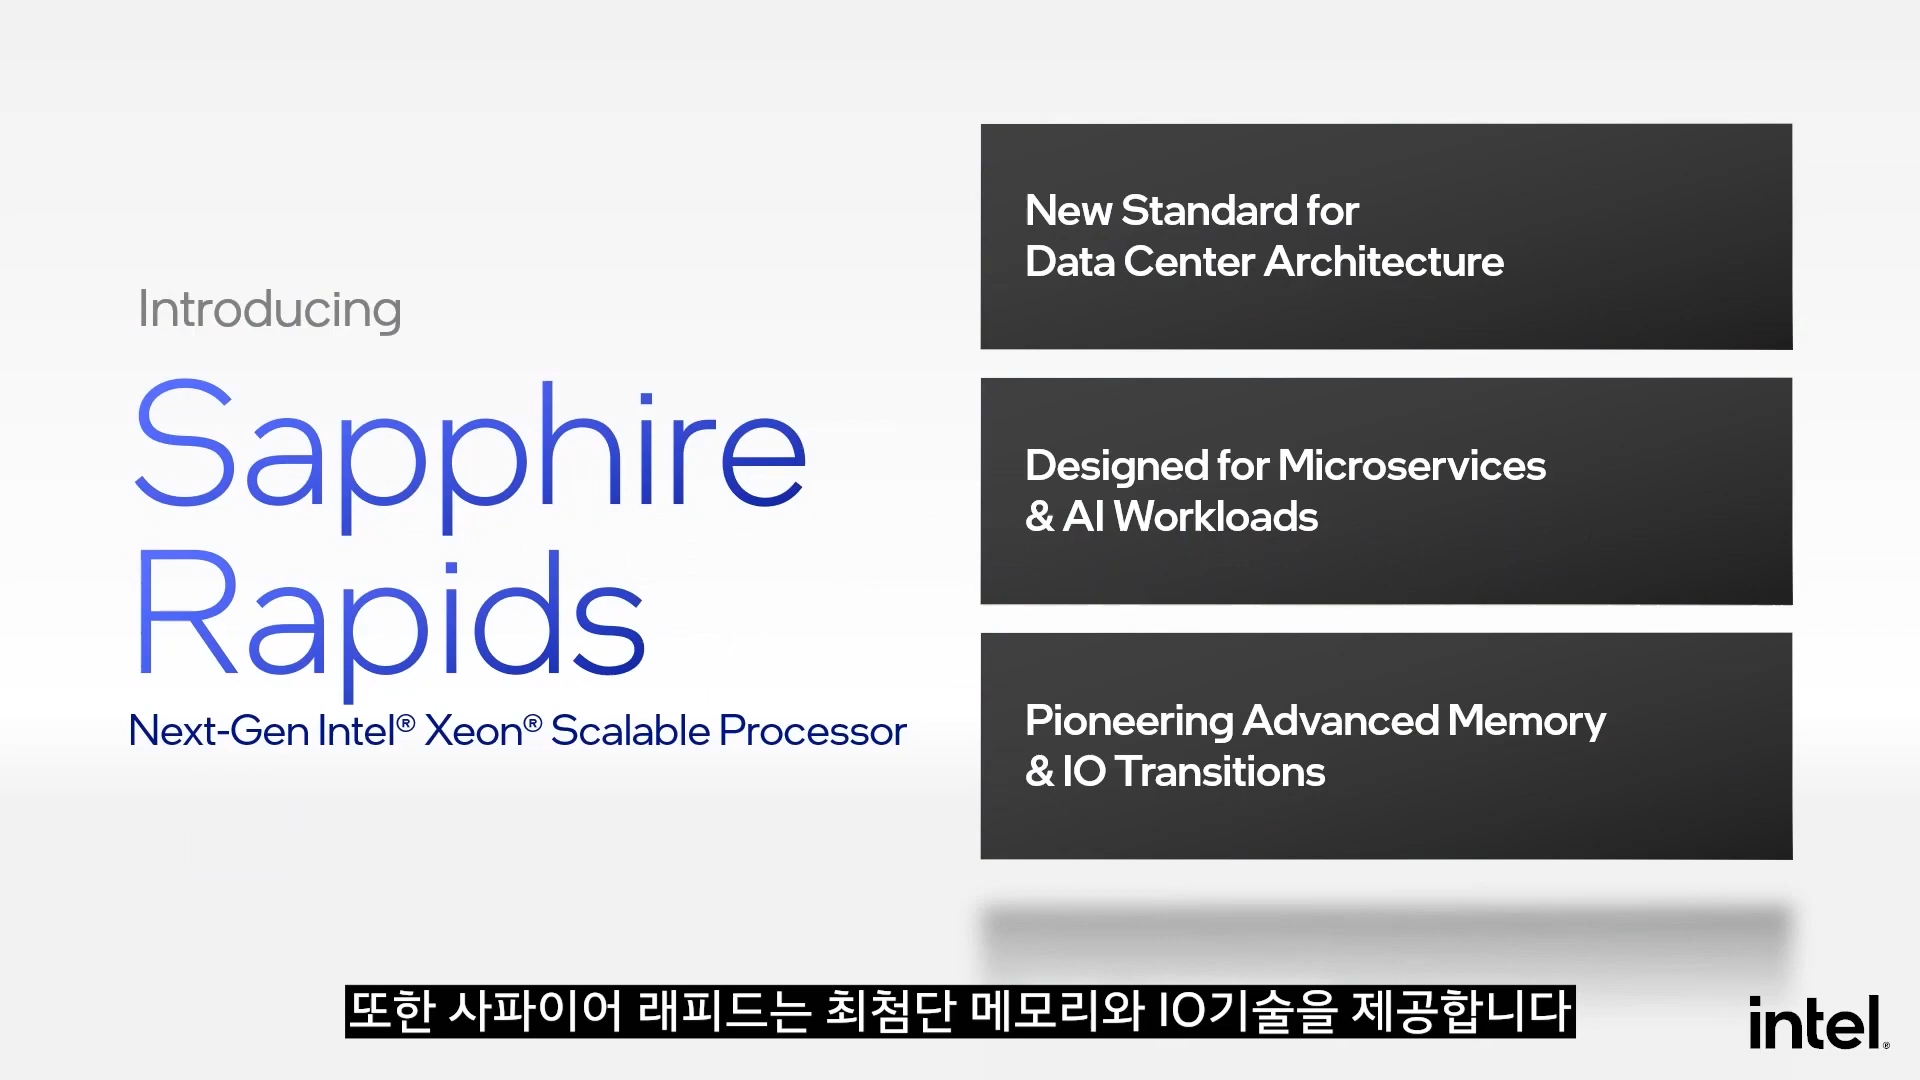 Introducing
Sapphire
Rapids
Next-Gen Intel® Xeon® Scalable Processor
New Standard for
Data Center Architecture
Designed for Microservices
& AI Workloads
Pioneering Advanced Memory
& IO Transitions
또한 사파이어 래피드는 최첨단 메모리와 IO기술을 제공합니다
intel®